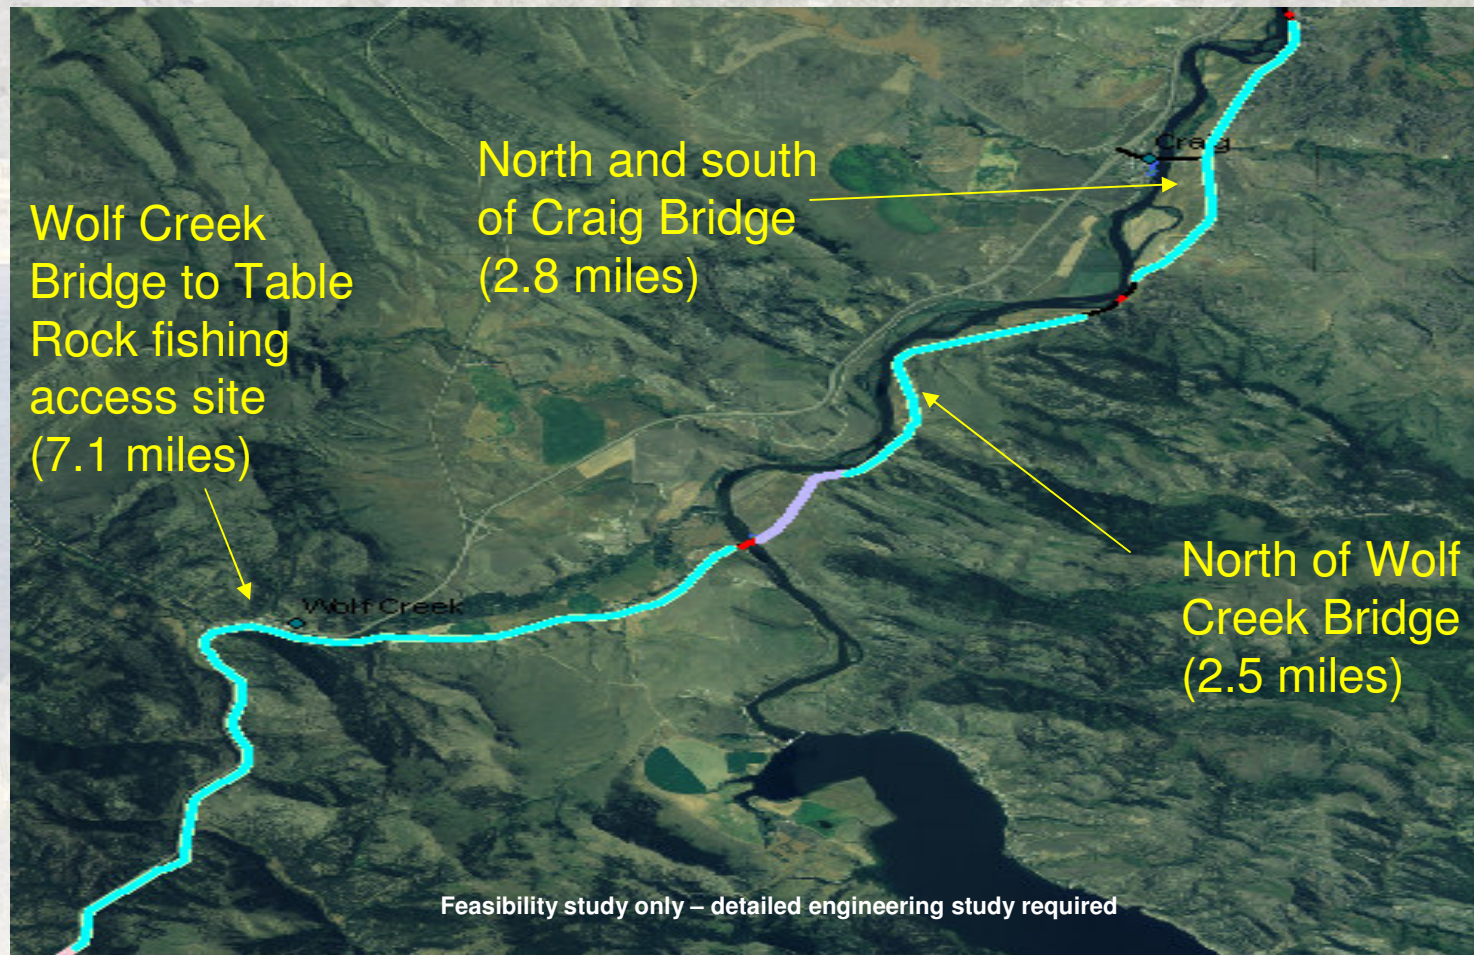 North and south
of Craig Bridge
(2.8 miles)
Craig
Wolf Creek
Bridge to Table
Rock fishing
access site
(7.1 miles)
North of Wolf
Creek Bridge
(2.5 miles)
Wolf Creek
Feasibility study only – detailed engineering study required